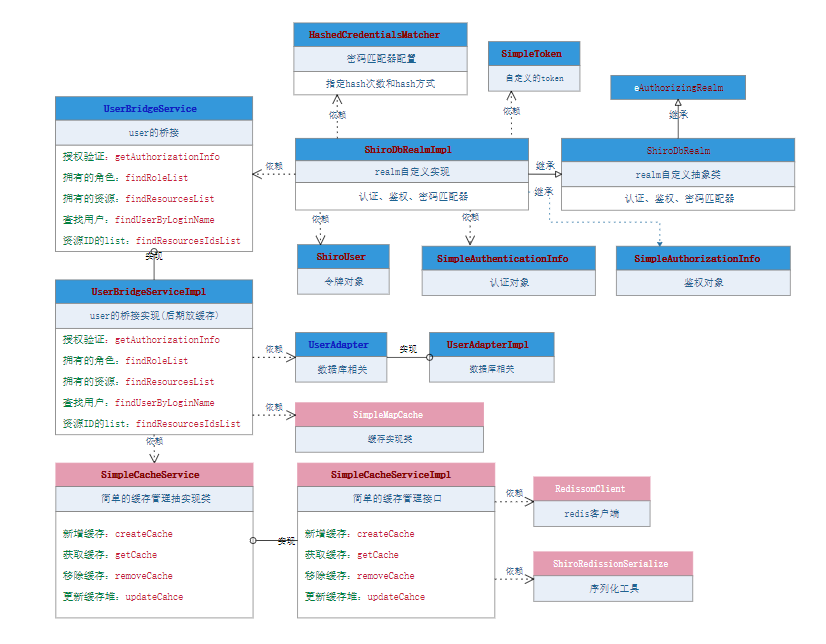 HashedCredentialsMatcher
密码匹配器配置
指定hash次数和hash方式
SimpleToken
自定义的token
eAuthorizingRealm
依赖
依赖
继承
UserBridgeService
user的桥接
授权验证：getAuthorizationInfo
拥有的角色：findRoleList
拥有的资源：findResourcesList
查找用户：findUserByLoginName
资源ID的list：findResourcesIdsList
依赖
ShiroDbRealmImpl
realm自定义实现
认证、鉴权、密码匹配器
继承
继承
ShiroDbRealm
realm自定义抽象类
认证、鉴权、密码匹配器
依赖
依赖
ShiroUser
令牌对象
SimpleAuthenticationInfo
认证对象
SimpleAuthorizationInfo
鉴权对象
实现
UserBridgeServiceImpl
user的桥接实现(后期放缓存)
授权验证：getAuthorizationInfo
拥有的角色：findRoleList
拥有的资源：findResourcesList
查找用户：findUserByLoginName
资源ID的list：findResourcesIdsList
依赖
UserAdapter
数据库相关
实现
UserAdapterImpl
数据库相关
依赖
SimpleMapCache
缓存实现类
依赖
SimpleCacheService
简单的缓存管理抽实现类
新增缓存：createCache
获取缓存：getCache
移除缓存：removeCache
更新缓存堆：updateCahce
实现
SimpleCacheServiceImpl
简单的缓存管理接口
新增缓存：createCache
获取缓存：getCache
移除缓存：removeCache
更新缓存堆：updateCahce
依赖
RedissonClient
redis客户端
依赖
ShiroRedissionSerialize
序列化工具